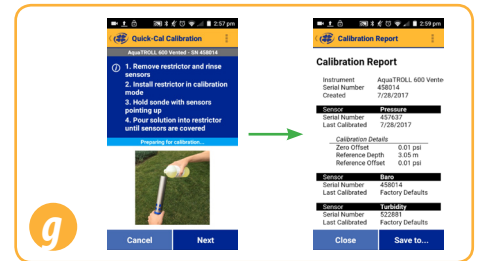 2:57 pm
Quick-Cal Calibration
AquaTROLL 600 Vented - SN 458014
1. Remove restrictor and rinse
sensors
2. Install restrictor in calibration
mode
3. Hold sonde with sensors
pointing up
4. Pour solution into restrictor
until sensors are covered
Preparing for calibration...
Cancel Next
2:59 pm
Calibration Report
Calibration Report
Instrument AquaTROLL 600 Vente
Serial Number 458014
Created 7/28/2017
Sensor Pressure
Serial Number 457637
Last Calibrated 7/28/2017
Calibration Details
Zero Offset 0.01 psi
Reference Depth 3.05 m
Reference Offset 0.01 psi
Sensor Baro
Serial Number 458014
Last Calibrated Factory Defaults
Sensor Turbidity
Serial Number 522881
Last Calibrated Factory Defaults
Close Save to...
g